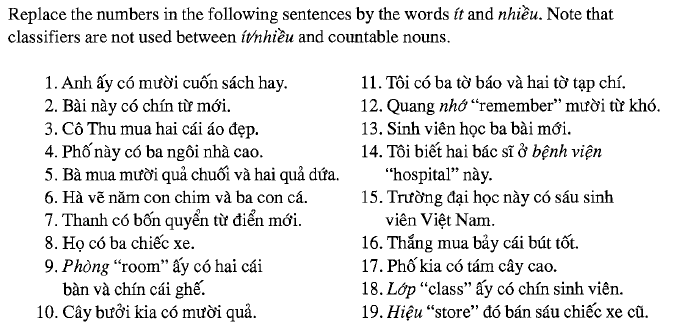 Replace the numbers in the following sentences by the words ít and nhiều. Note that
classifiers are not used between ít/nhiều and countable nouns.
1. Anh ấy có mười cuốn sách hay.
2. Bài này có chín từ mới.
3. Cô Thu mua hai cái áo đẹp.
4. Phố này có ba ngôi nhà cao.
5. Bà mua mười quả chuối và hai quả dứa.
6. Hà vẽ năm con chim và ba con cá.
7. Thanh có bốn quyển từ điển mới.
8. Họ có ba chiếc xe.
9. Phòng “room” ấy có hai cái
bàn và chín cái ghế.
10. Cây bưởi kia có mười quả.
11. Tôi có ba tờ báo và hai tờ tạp chí.
12. Quang nhớ “remember” mười từ khó.
13. Sinh viên học ba bài mới.
14. Tôi biết hai bác sĩ ở bệnh viện
“hospital” này.
15. Trường đại học này có sáu sinh
viên Việt Nam.
16. Thắng mua bảy cái bút tốt.
17. Phố kia có tám cây cao.
18. Lớp “class” ấy có chín sinh viên.
19. Hiệu “store” đó bán sáu chiếc xe cũ.